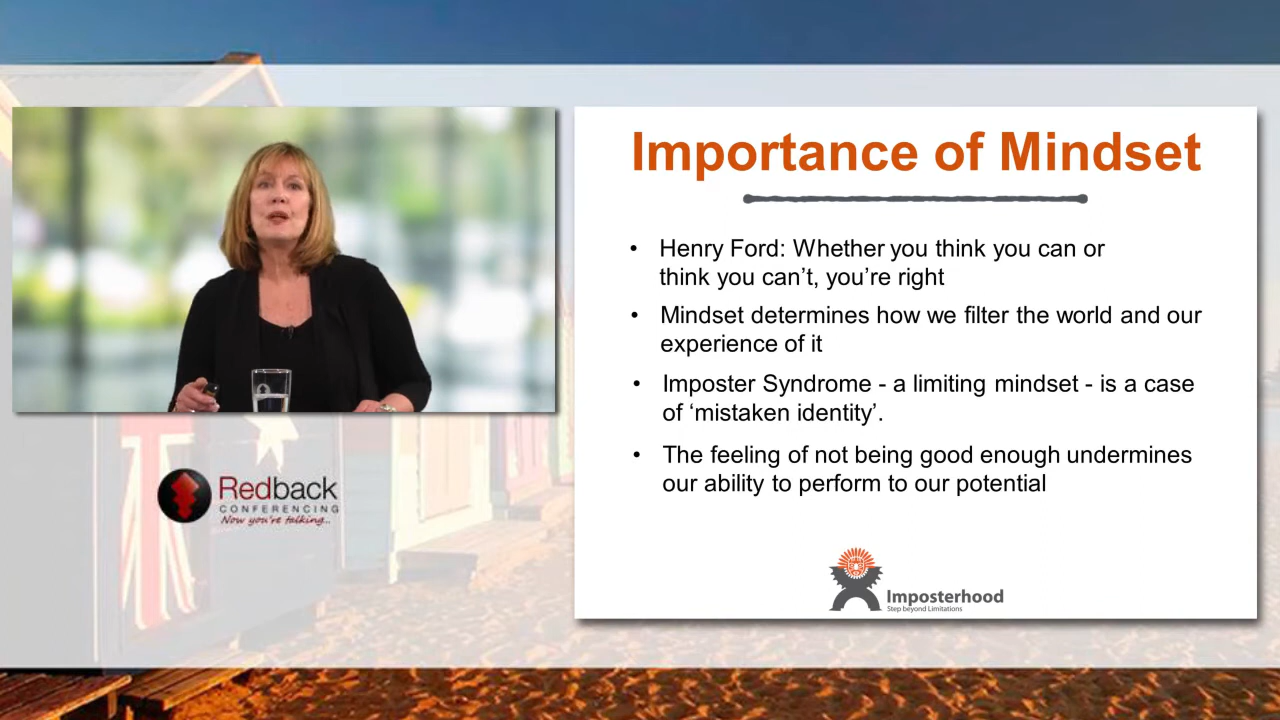 Importance of Mindset
• Henry Ford: Whether you think you can or
think you can’t, you’re right
• Mindset determines how we filter the world and our
experience of it
• Imposter Syndrome - a limiting mindset - is a case
of ‘mistaken identity’.
• The feeling of not being good enough undermines
our ability to perform to our potential
Redback
CONFERENCING
Now you're talking...
Imposterhood
Step beyond Limitations